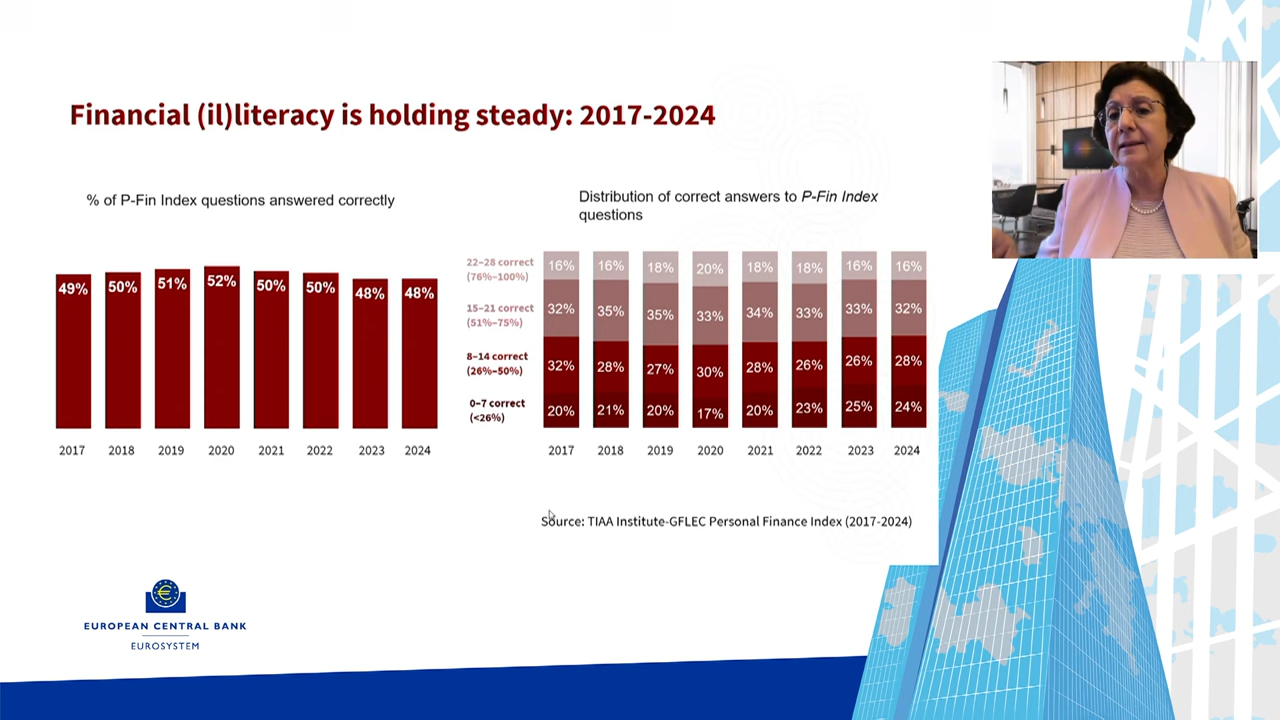 Financial (il)literacy is holding steady: 2017-2024
% of P-Fin Index questions answered correctly
49% 50% 51% 52% 50% 50% 48% 48%
2017 2018 2019 2020 2021 2022 2023 2024
Distribution of correct answers to P-Fin Index
questions
22–28 correct
(76%–100%)
16% 16% 18% 20% 18% 18% 16% 16%
15–21 correct
(51%–75%)
32% 35% 35% 33% 34% 33% 33% 32%
8–14 correct
(26%–50%)
32% 28% 27% 30% 28% 26% 26% 28%
0–7 correct
(<26%)
20% 21% 20% 17% 20% 23% 25% 24%
2017 2018 2019 2020 2021 2022 2023 2024
Source: TIAA Institute-GFLEC Personal Finance Index (2017-2024)
EUROPEAN CENTRAL BANK
EUROSYSTEM